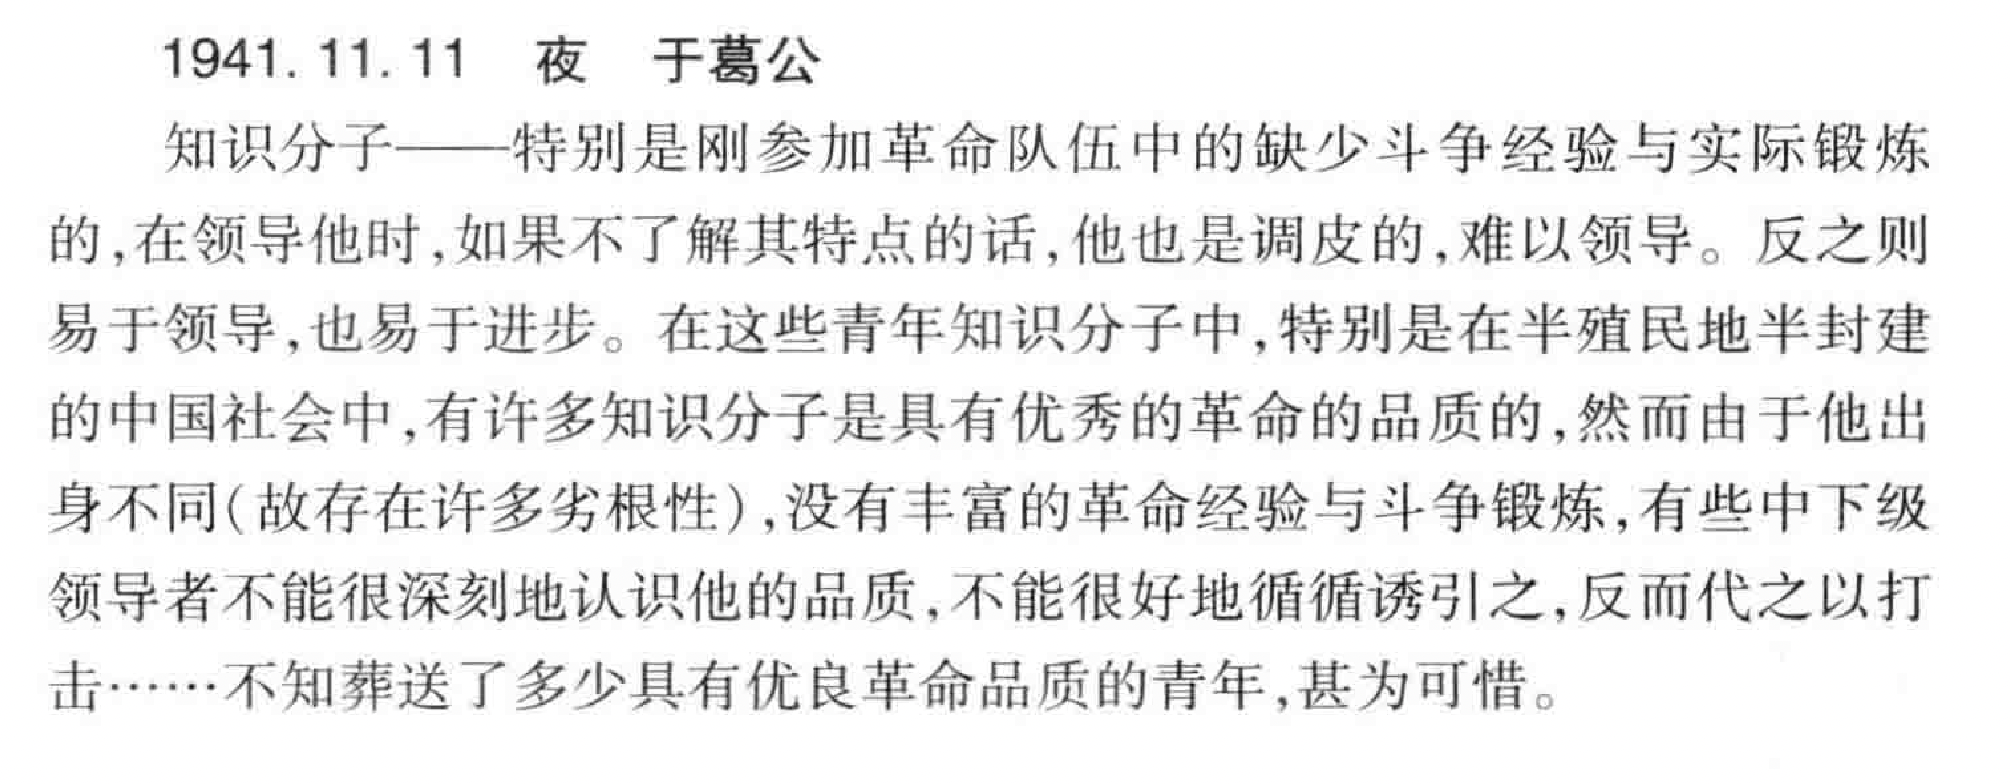 1941.11.11 夜 于葛公
知识分子——特别是刚参加革命队伍中的缺少斗争经验与实际锻炼
的,在领导他时,如果不了解其特点的话,他也是调皮的,难以领导。反之则
易于领导,也易于进步。在这些青年知识分子中,特别是在半殖民地半封建
的中国社会中,有许多知识分子是具有优秀的革命的品质的,然而由于他出
身不同(故存在许多劣根性),没有丰富的革命经验与斗争锻炼,有些中下级
领导者不能很深刻地认识他的品质,不能很好地循循诱引之,反而代之以打
击……不知葬送了多少具有优良革命品质的青年,甚为可惜。